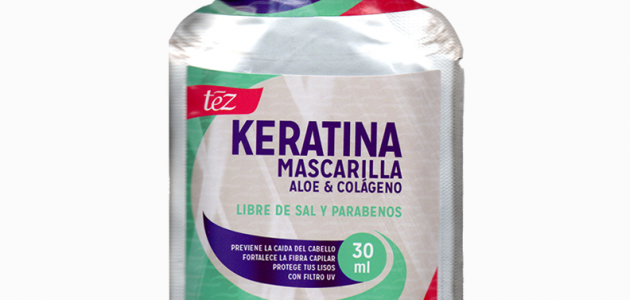 tēz
KERATINA
MASCARILLA
ALOE & COLÁGENO
LIBRE DE SAL Y PARABENOS
PREVIENE LA CAIDA DEL CABELLO
FORTALECE LA FIBRA CAPILAR
PROTEGE TUS LISOS
CON FILTRO UV
30
ml